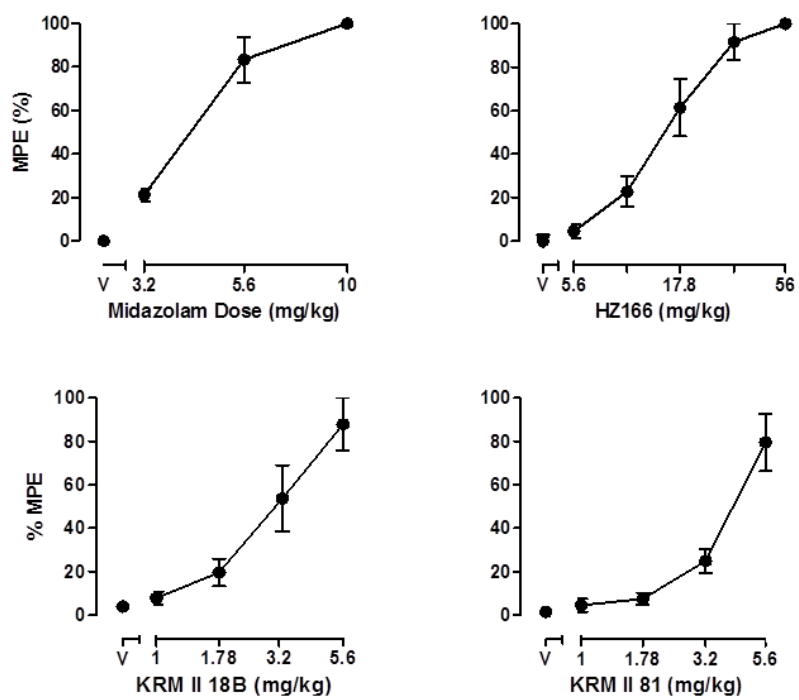 100
80
60
40
20
0
MPE (%)
V 3.2 5.6 10
Midazolam Dose (mg/kg)
100
80
60
40
20
0
V 5.6 17.8 56
HZ166 (mg/kg)
100
80
60
40
20
0
% MPE
V 1 1.78 3.2 5.6
KRM II 18B (mg/kg)
100
80
60
40
20
0
V 1 1.78 3.2 5.6
KRM II 81 (mg/kg)